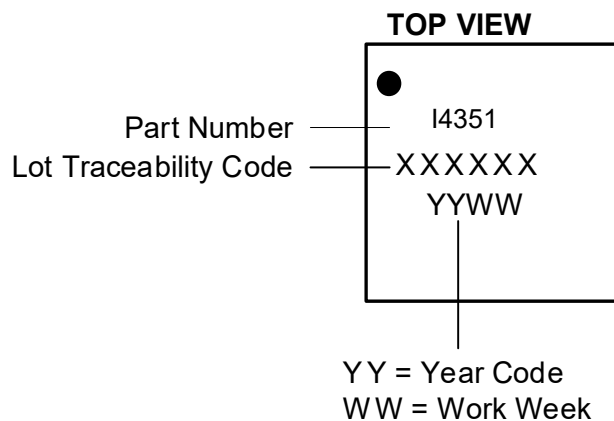 TOP VIEW
Part Number
I4351
Lot Traceability Code
XXXXXX
YYWW
YY = Year Code
WW = Work Week